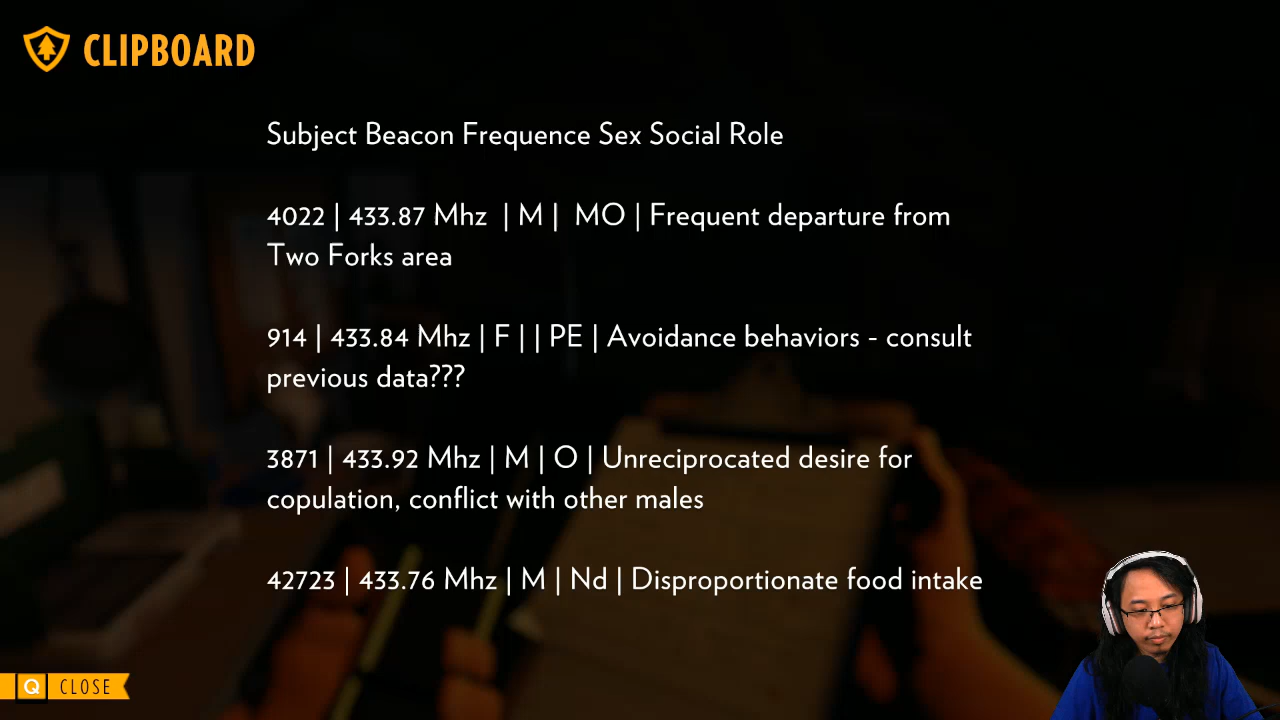 CLIPBOARD
Subject Beacon Frequence Sex Social Role
4022 | 433.87 Mhz | M | MO | Frequent departure from
Two Forks area
914 | 433.84 Mhz | F | | PE | Avoidance behaviors - consult
previous data???
3871 | 433.92 Mhz | M | O | Unreciprocated desire for
copulation, conflict with other males
42723 | 433.76 Mhz | M | Nd | Disproportionate food intake
Q CLOSE